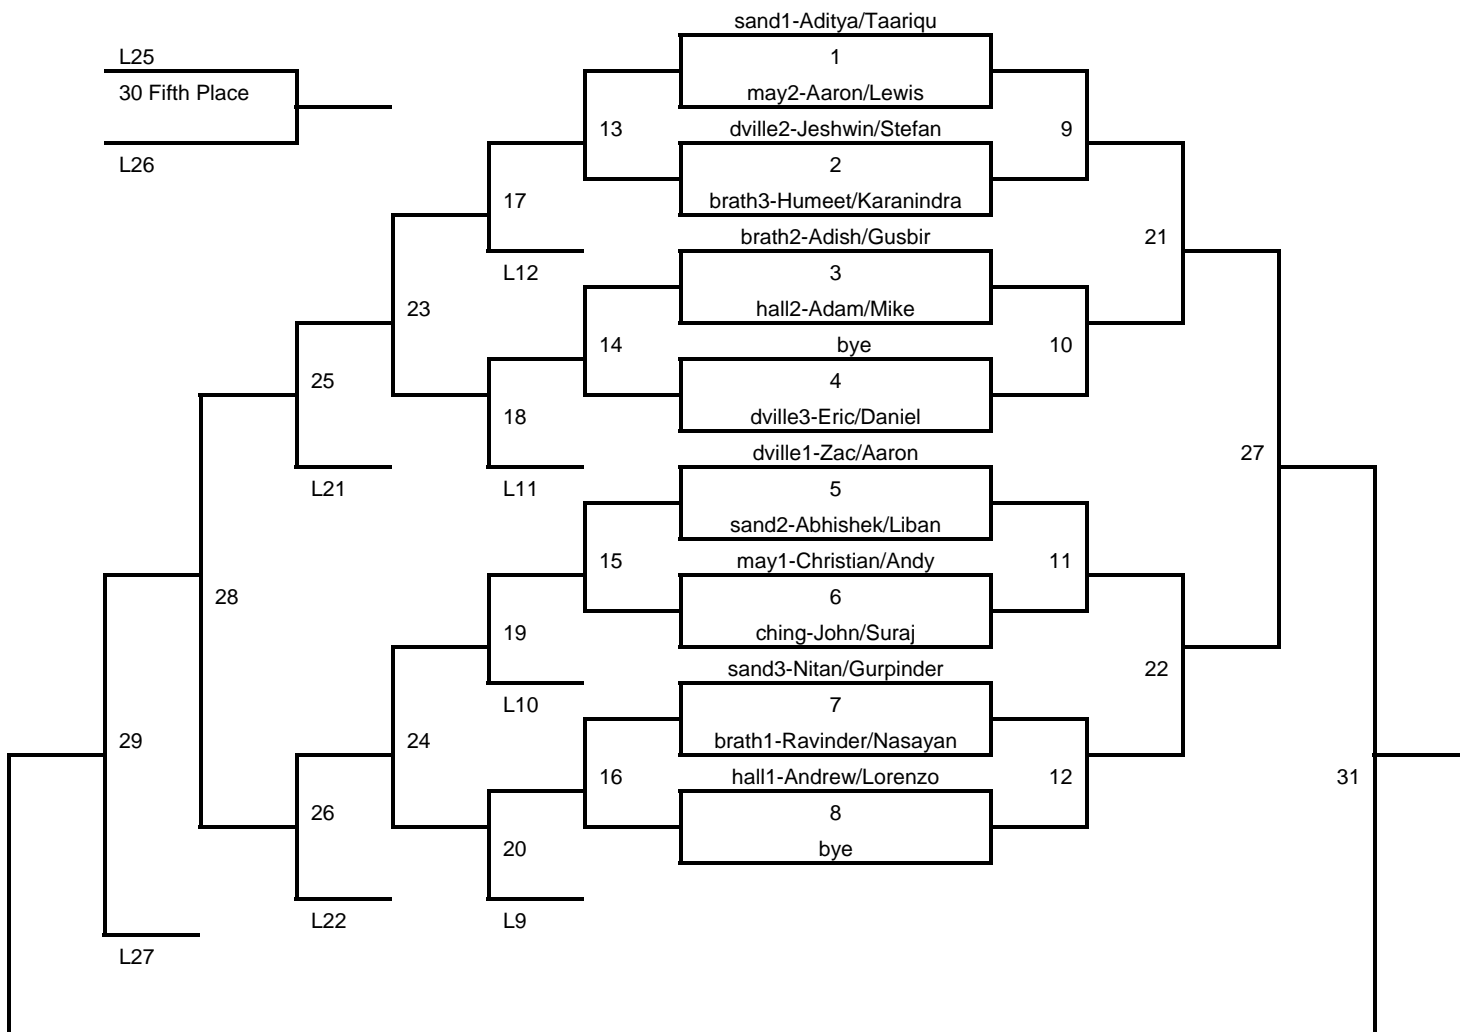 sand1-Aditya/Taariqu
L25
1
30 Fifth Place
may2-Aaron/Lewis
13
dville2-Jeshwin/Stefan
9
L26
2
17
brath3-Humeet/Karanindra
brath2-Adish/Gusbir
21
L12
3
23
hall2-Adam/Mike
14
bye
10
25
4
18
dville3-Eric/Daniel
dville1-Zac/Aaron
27
L21
L11
5
sand2-Abhishek/Liban
15
may1-Christian/Andy
11
28
6
19
ching-John/Suraj
sand3-Nitan/Gurpinder
22
L10
7
29
24
brath1-Ravinder/Nasayan
16
hall1-Andrew/Lorenzo
12
31
26
8
20
bye
L22
L9
L27